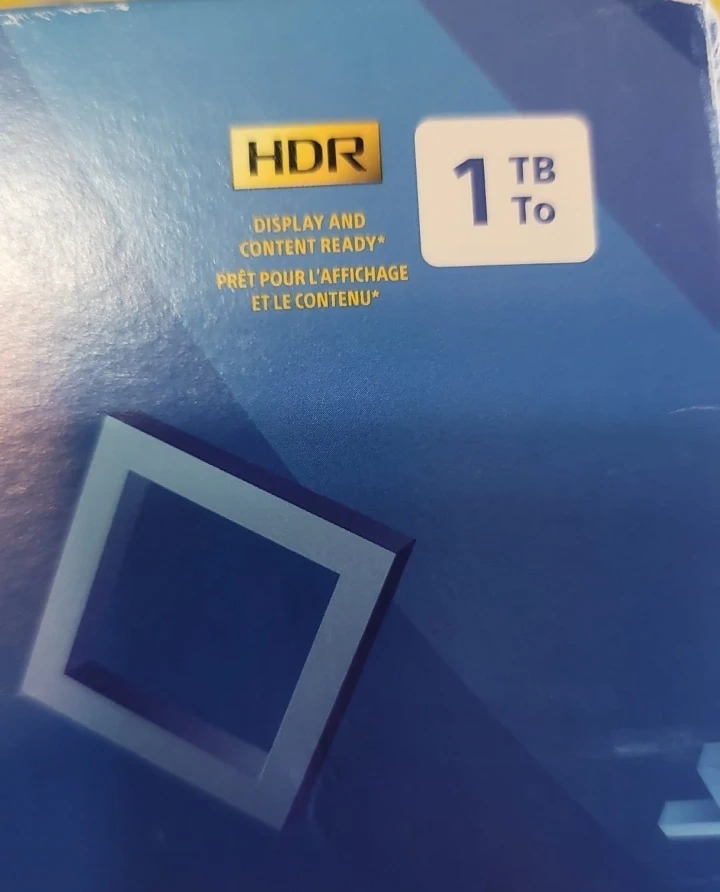 HDR
DISPLAY AND
CONTENT READY*
PRÊT POUR L'AFFICHAGE
ET LE CONTENU*
1 TB
To